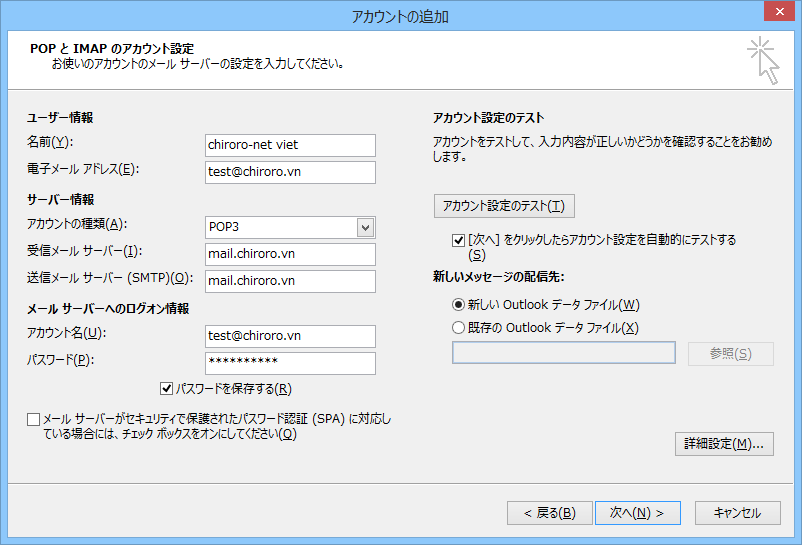 アカウントの追加
POP と IMAP のアカウント設定
お使いのアカウントのメール サーバーの設定を入力してください。
ユーザー情報
名前(Y):
chiroro-net viet
電子メール アドレス(E):
test@chiroro.vn
サーバー情報
アカウントの種類(A):
POP3
受信メール サーバー(I):
mail.chiroro.vn
送信メール サーバー (SMTP)(O):
mail.chiroro.vn
メール サーバーへのログオン情報
アカウント名(U):
test@chiroro.vn
パスワード(P):
**********
パスワードを保存する(R)
メール サーバーがセキュリティで保護されたパスワード認証 (SPA) に対応し
ている場合には、チェック ボックスをオンにしてください(Q)
アカウント設定のテスト
アカウントをテストして、入力内容が正しいかどうかを確認することをお勧め
します。
アカウント設定のテスト(T)
[次へ] をクリックしたらアカウント設定を自動的にテストする
(S)
新しいメッセージの配信先:
新しい Outlook データ ファイル(W)
既存の Outlook データ ファイル(X)
参照(S)
詳細設定(M)...
< 戻る(B)
次へ(N) >
キャンセル